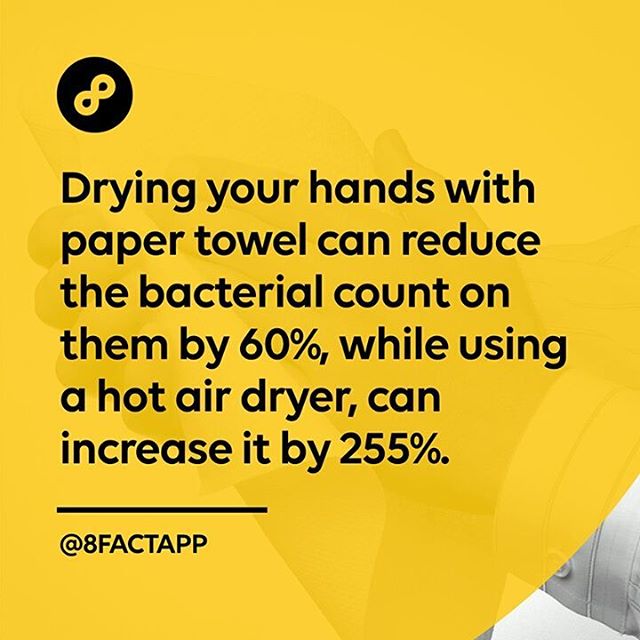 Drying your hands with
paper towel can reduce
the bacterial count on
them by 60%, while using
a hot air dryer, can
increase it by 255%.
@8FACTAPP